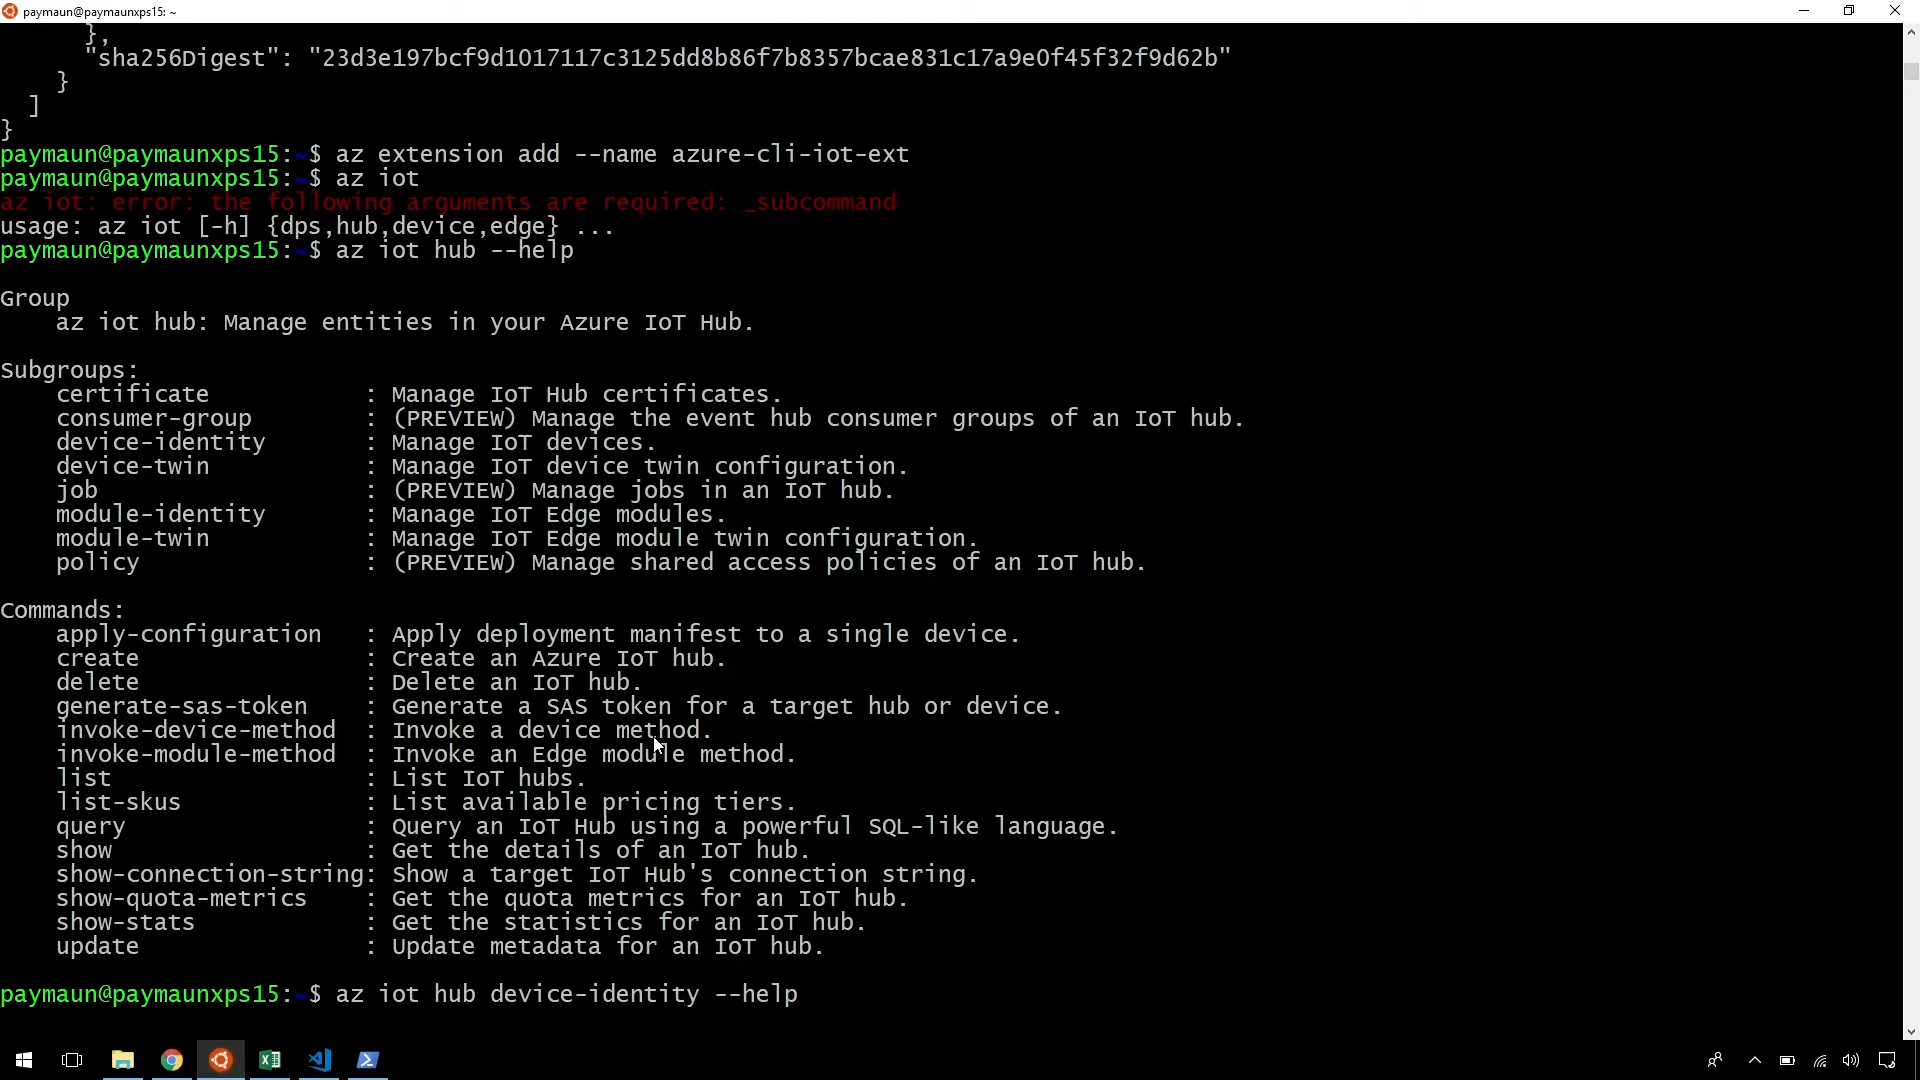 paymaun@paymaunxps15: ~
},
"sha256Digest": "23d3e197bcf9d1017117c3125dd8b86f7b8357bcae831c17a9e0f45f32f9d62b"
}
]
}
paymaun@paymaunxps15:~$ az extension add --name azure-cli-iot-ext
paymaun@paymaunxps15:~$ az iot
az iot: error: the following arguments are required: _subcommand
usage: az iot [-h] {dps,hub,device,edge} ...
paymaun@paymaunxps15:~$ az iot hub --help
Group
az iot hub: Manage entities in your Azure IoT Hub.
Subgroups:
certificate : Manage IoT Hub certificates.
consumer-group : (PREVIEW) Manage the event hub consumer groups of an IoT hub.
device-identity : Manage IoT devices.
device-twin : Manage IoT device twin configuration.
job : (PREVIEW) Manage jobs in an IoT hub.
module-identity : Manage IoT Edge modules.
module-twin : Manage IoT Edge module twin configuration.
policy : (PREVIEW) Manage shared access policies of an IoT hub.
Commands:
apply-configuration : Apply deployment manifest to a single device.
create : Create an Azure IoT hub.
delete : Delete an IoT hub.
generate-sas-token : Generate a SAS token for a target hub or device.
invoke-device-method : Invoke a device method.
invoke-module-method : Invoke an Edge module method.
list : List IoT hubs.
list-skus : List available pricing tiers.
query : Query an IoT Hub using a powerful SQL-like language.
show : Get the details of an IoT hub.
show-connection-string: Show a target IoT Hub's connection string.
show-quota-metrics : Get the quota metrics for an IoT hub.
show-stats : Get the statistics for an IoT hub.
update : Update metadata for an IoT hub.
paymaun@paymaunxps15:~$ az iot hub device-identity --help